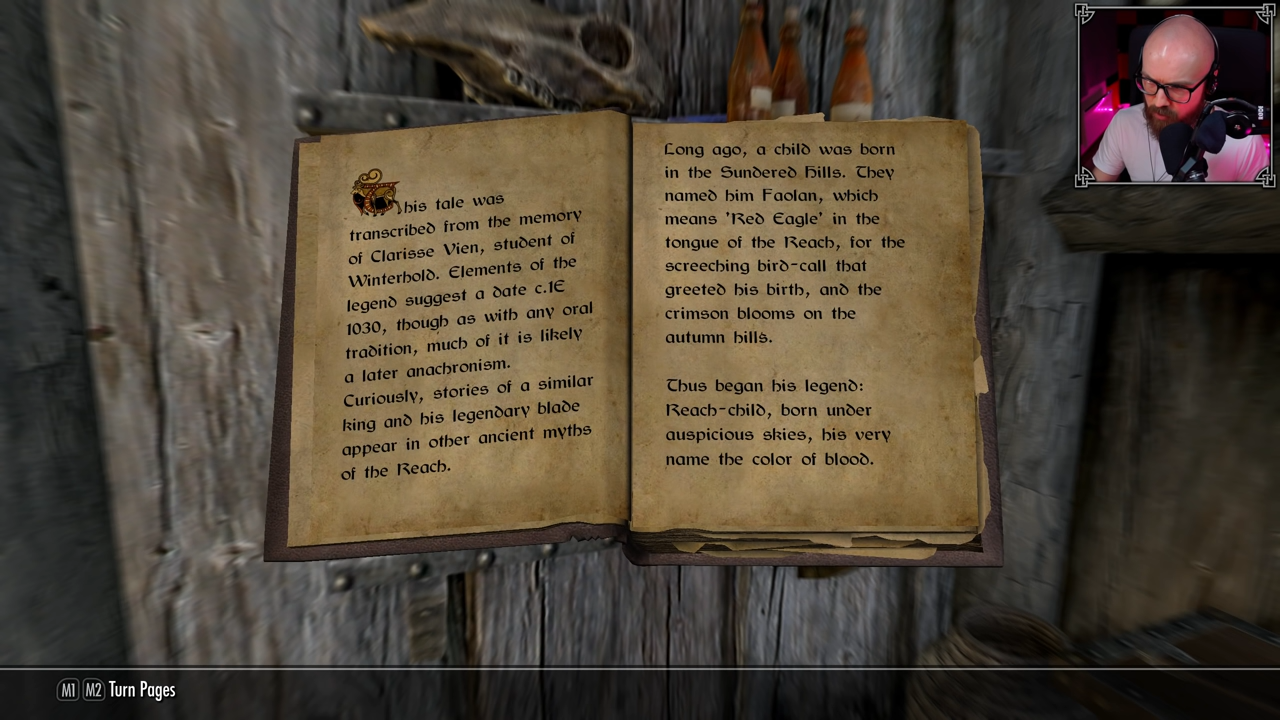 This tale was
transcribed from the memory
of Clarisse Vien, student of
Winterhold. Elements of the
legend suggest a date c.1E
1030, though as with any oral
tradition, much of it is likely
a later anachronism.
Curiously, stories of a similar
king and his legendary blade
appear in other ancient myths
of the Reach.
Long ago, a child was born
in the Sundered Hills. They
named him Faolan, which
means 'Red Eagle' in the
tongue of the Reach, for the
screeching bird-call that
greeted his birth, and the
crimson blooms on the
autumn hills.
Thus began his legend:
Reach-child, born under
auspicious skies, his very
name the color of blood.
M1 M2 Turn Pages